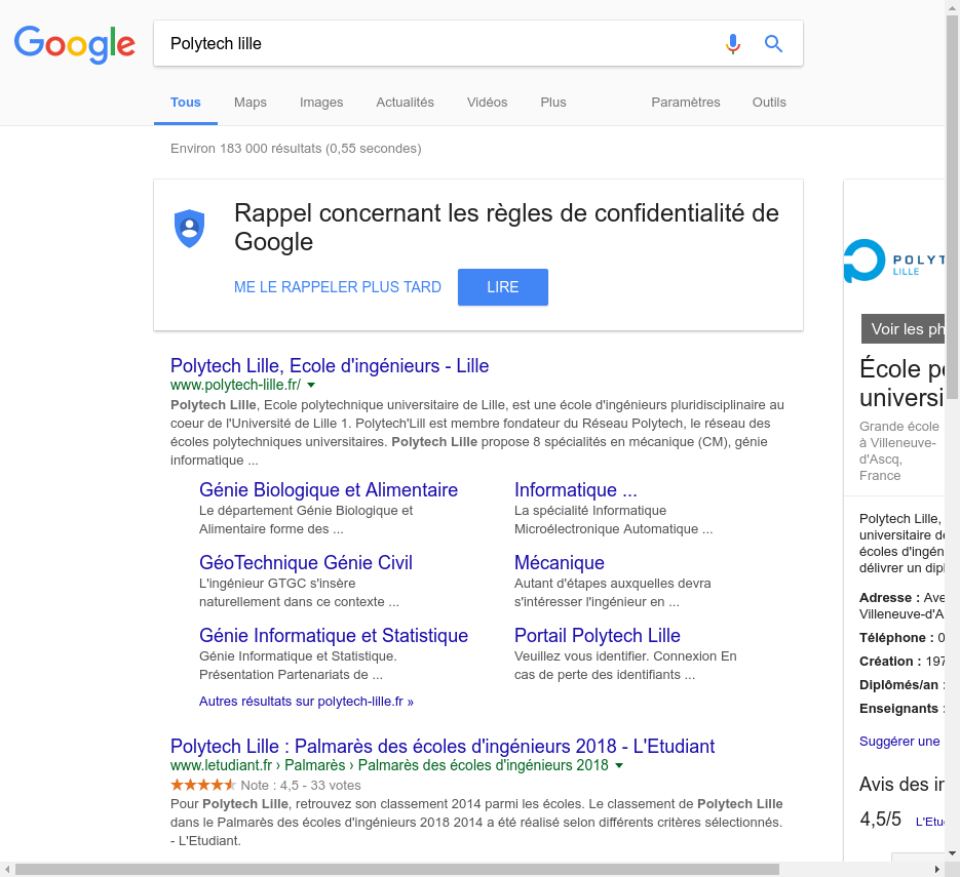 Google
Polytech lille
Tous Maps Images Actualités Vidéos Plus Paramètres Outils
Environ 183 000 résultats (0,55 secondes)
Rappel concernant les règles de confidentialité de
Google
ME LE RAPPELER PLUS TARD LIRE
Polytech Lille, Ecole d'ingénieurs - Lille
www.polytech-lille.fr/
Polytech Lille, Ecole polytechnique universitaire de Lille, est une école d'ingénieurs pluridisciplinaire au
coeur de l'Université de Lille 1. Polytech'Lill est membre fondateur du Réseau Polytech, le réseau des
écoles polytechniques universitaires. Polytech Lille propose 8 spécialités en mécanique (CM), génie
informatique ...
Génie Biologique et Alimentaire
Le département Génie Biologique et
Alimentaire forme des ...
Informatique ...
La spécialité Informatique
Microélectronique Automatique ...
GéoTechnique Génie Civil
L'ingénieur GTGC s'insère
naturellement dans ce contexte ...
Mécanique
Autant d'étapes auxquelles devra
s'intéresser l'ingénieur en ...
Génie Informatique et Statistique
Génie Informatique et Statistique.
Présentation Partenariats de ...
Portail Polytech Lille
Veuillez vous identifier. Connexion En
cas de perte des identifiants ...
Autres résultats sur polytech-lille.fr »
Polytech Lille : Palmarès des écoles d'ingénieurs 2018 - L'Etudiant
www.letudiant.fr › Palmarès › Palmarès des écoles d'ingénieurs 2018
Note : 4,5 - 33 votes
Pour Polytech Lille, retrouvez son classement 2014 parmi les écoles. Le classement de Polytech Lille
dans le Palmarès des écoles d'ingénieurs 2018 2014 a été réalisé selon différents critères sélectionnés.
- L'Etudiant.
POLYT
LILLE
Voir les ph
École p
universi
Grande école
à Villeneuve-
d'Ascq,
France
Polytech Lille,
universitaire d
écoles d'ingén
délivrer un dip
Adresse : Ave
Villeneuve-d'A
Téléphone : 0
Création : 197
Diplômés/an :
Enseignants :
Suggérer une
Avis des in
4,5/5 L'Etu